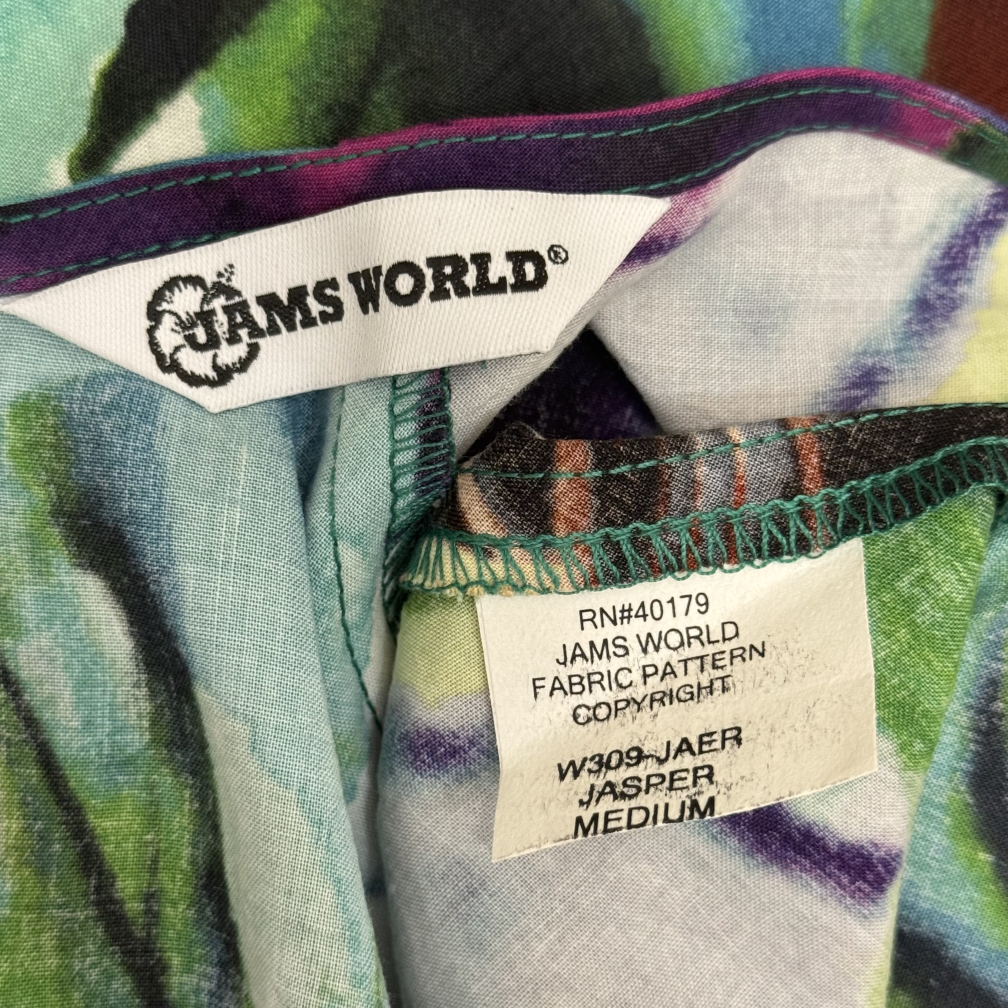 JAMS WORLD®
RN#40179
JAMS WORLD
FABRIC PATTERN
COPYRIGHT
W309-JAER
JASPER
MEDIUM